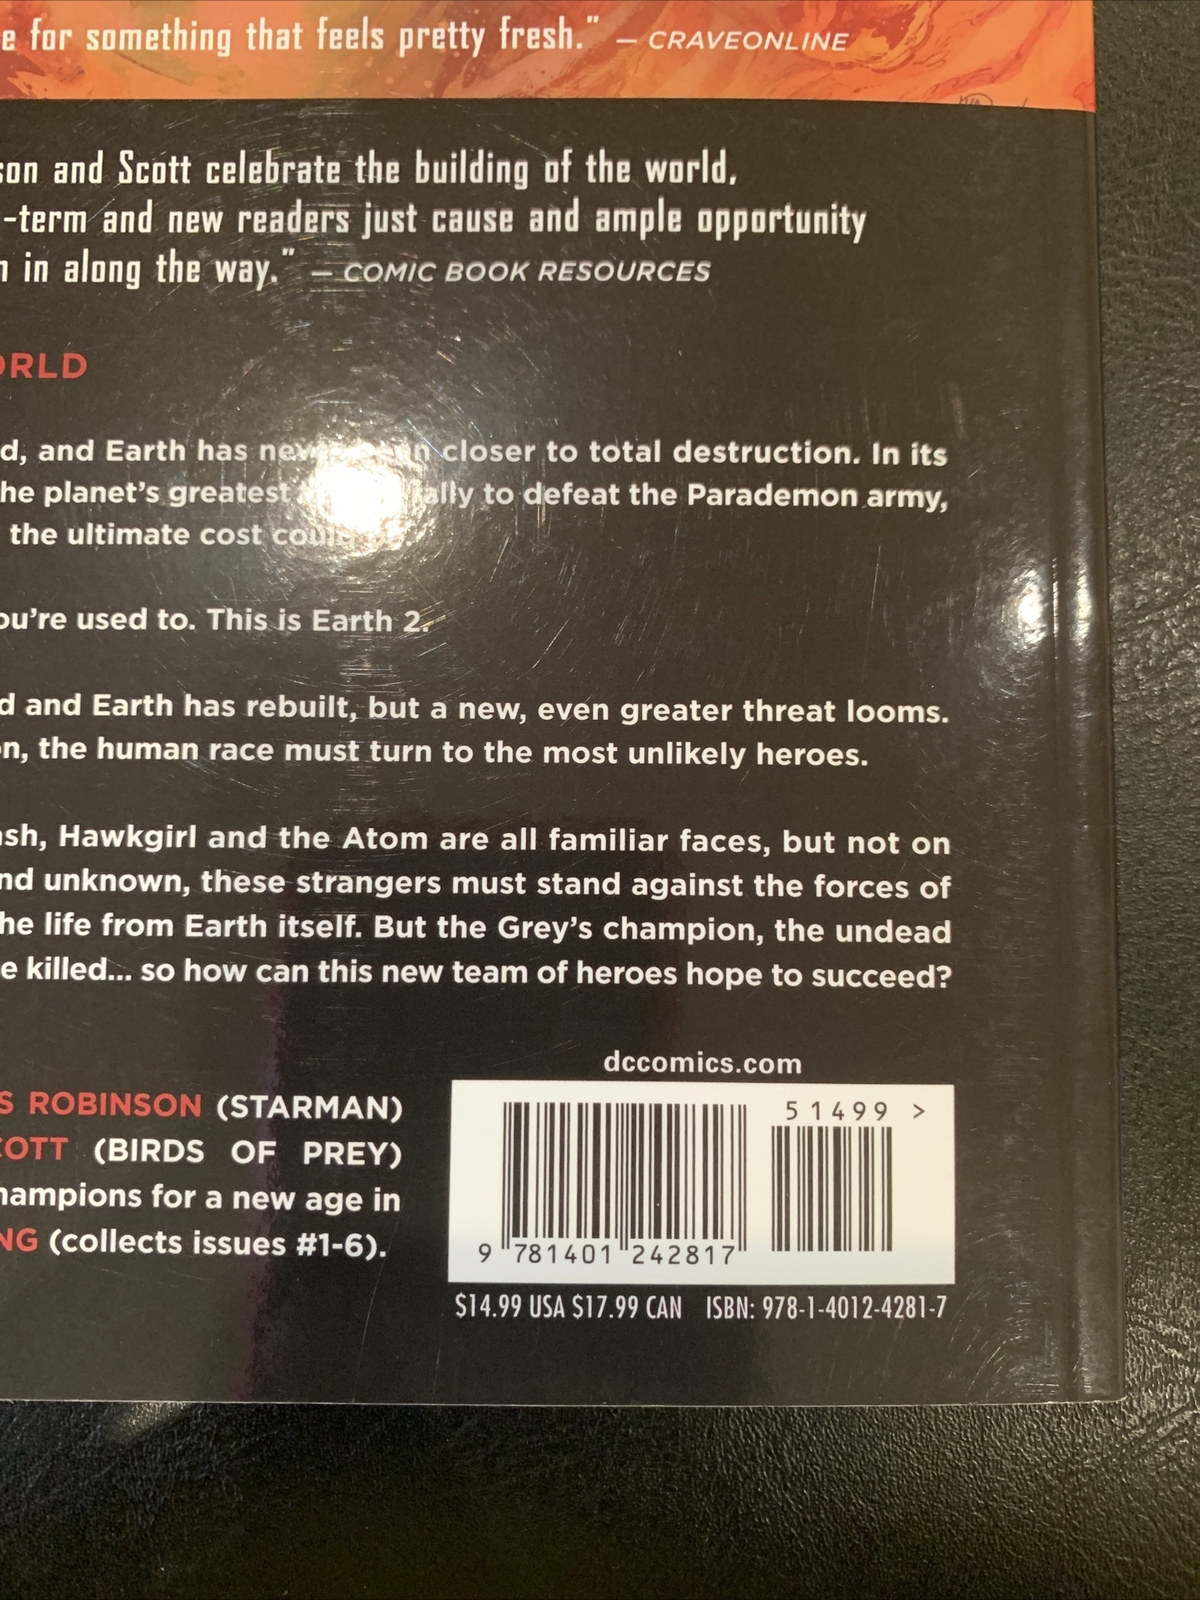 e for something that feels pretty fresh." — CRAVEONLINE
son and Scott celebrate the building of the world,
-term and new readers just cause and ample opportunity
in along the way." — COMIC BOOK RESOURCES
ORLD
d, and Earth has never been closer to total destruction. In its
he planet's greatest rally to defeat the Parademon army,
the ultimate cost could
ou're used to. This is Earth 2.
d and Earth has rebuilt, but a new, even greater threat looms.
on, the human race must turn to the most unlikely heroes.
ash, Hawkgirl and the Atom are all familiar faces, but not on
nd unknown, these strangers must stand against the forces of
he life from Earth itself. But the Grey's champion, the undead
e killed... so how can this new team of heroes hope to succeed?
S ROBINSON (STARMAN)
COTT (BIRDS OF PREY)
hampions for a new age in
NG (collects issues #1-6).
dccomics.com
51499 >
9 781401 242817
$14.99 USA $17.99 CAN ISBN: 978-1-4012-4281-7